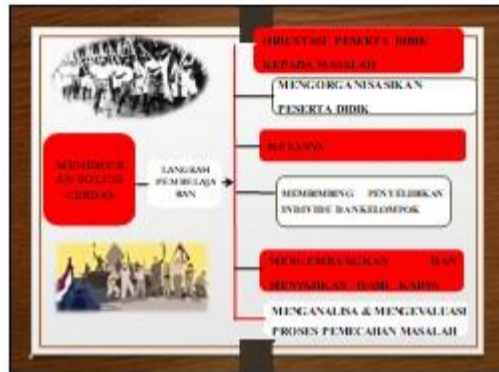 ORIENTASI PESERTA DIDIK
KEPADA MASALAH
MENGORGANISASIKAN
PESERTA DIDIK
LANGKAH
PEMBELAJA
RAN
MEMBIMBING PENYELIDIKAN
INDIVIDU DAN KELOMPOK
MENGEMBANGKAN DAN
MENYAJIKAN HASIL KARYA
MENGANALISA & MENGEVALUASI
PROSES PEMECAHAN MASALAH